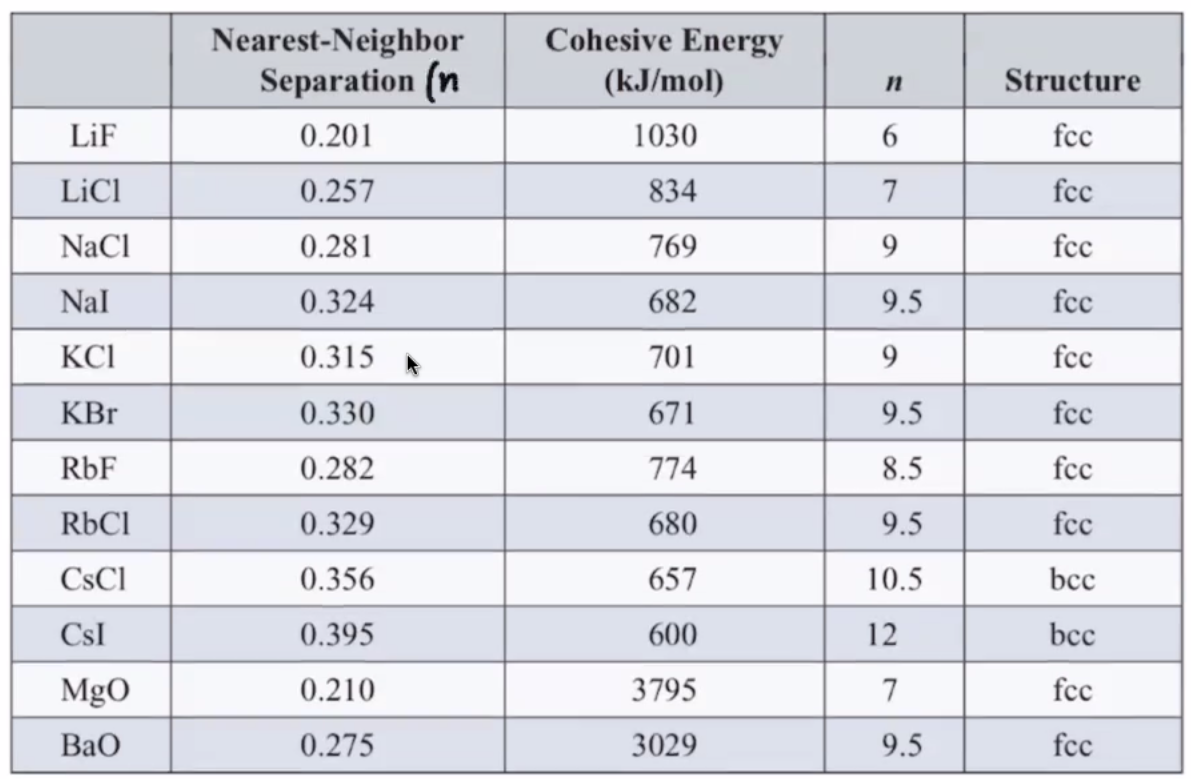 Nearest-Neighbor Cohesive Energy
Separation (n (kJ/mol) n Structure
LiF 0.201 1030 6 fcc
LiCl 0.257 834 7 fcc
NaCl 0.281 769 9 fcc
NaI 0.324 682 9.5 fcc
KCl 0.315 701 9 fcc
KBr 0.330 671 9.5 fcc
RbF 0.282 774 8.5 fcc
RbCl 0.329 680 9.5 fcc
CsCl 0.356 657 10.5 bcc
CsI 0.395 600 12 bcc
MgO 0.210 3795 7 fcc
BaO 0.275 3029 9.5 fcc